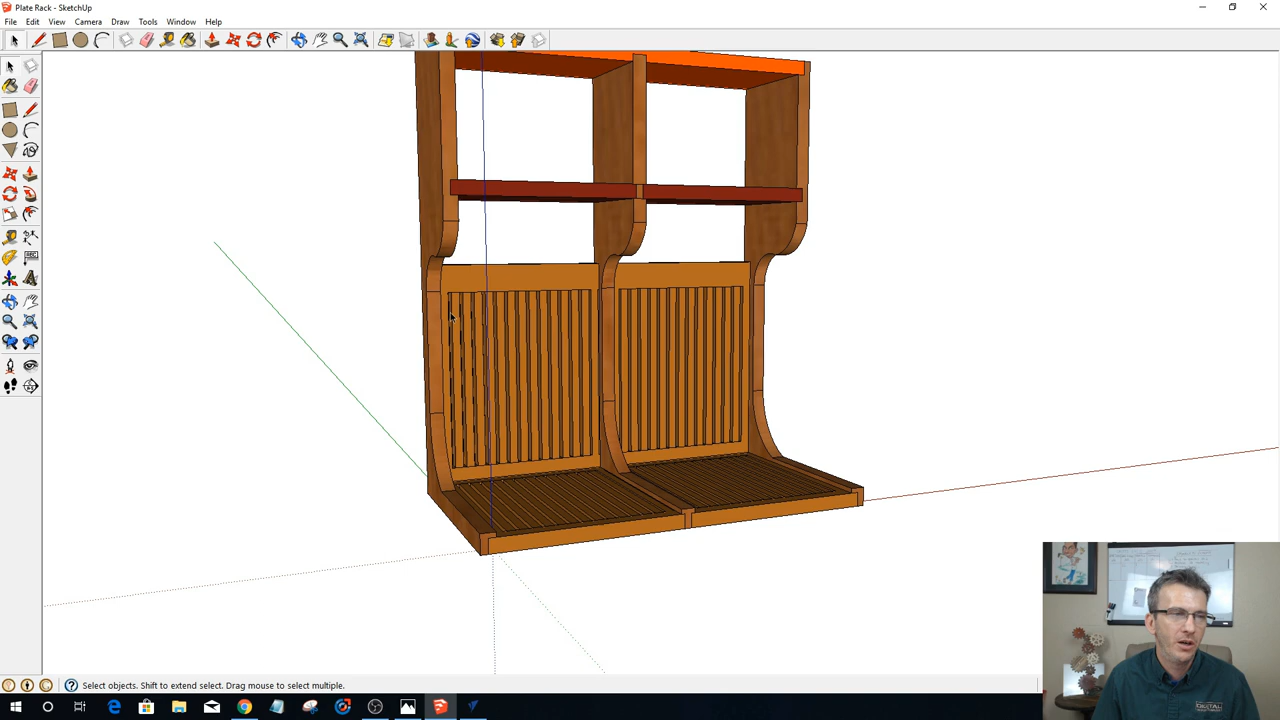 Plate Rack - SketchUp
File Edit View Camera Draw Tools Window Help
Select objects. Shift to extend select. Drag mouse to select multiple.
DIGITAL